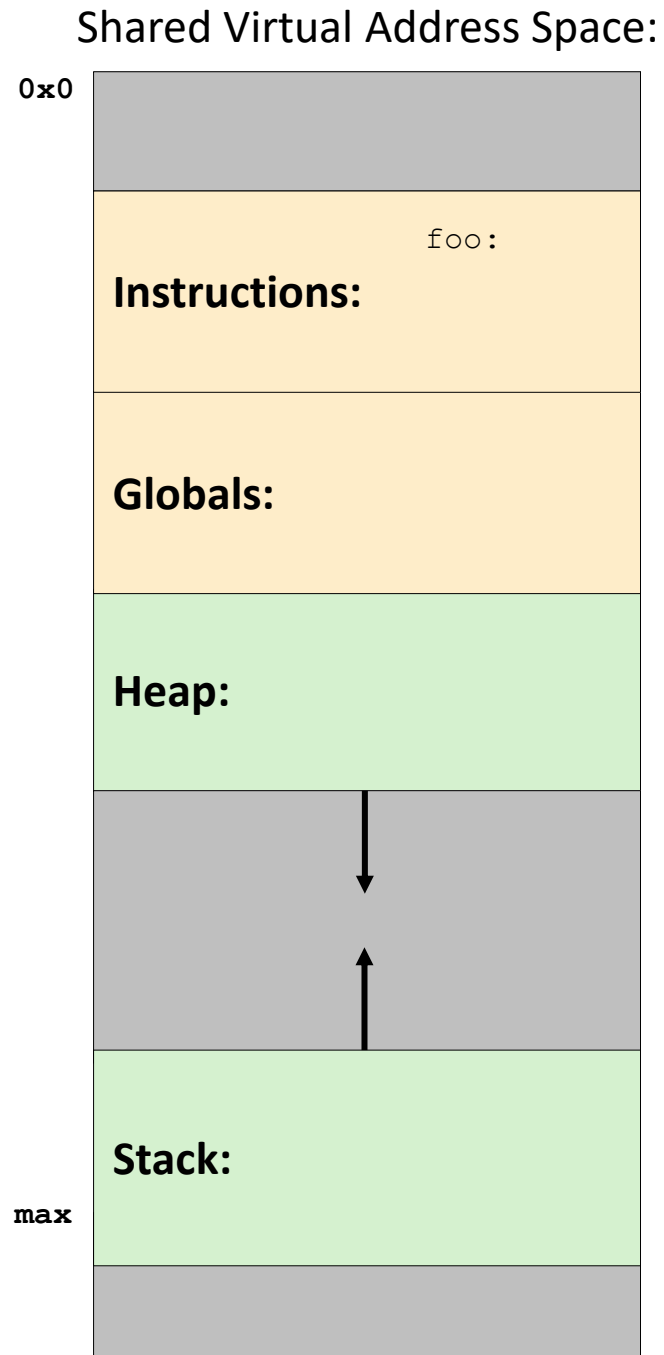 Shared Virtual Address Space:
0x0
foo:
Instructions:
Globals:
Heap:
Stack:
max